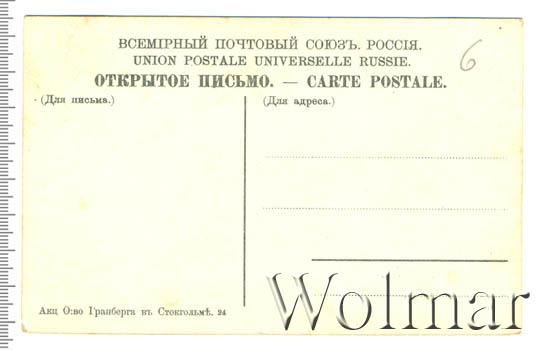 ВСЕМІРНЫЙ ПОЧТОВЫЙ СОЮЗЪ. РОССІЯ.
UNION POSTALE UNIVERSELLE RUSSIE.
6
ОТКРЫТОЕ ПИСЬМО. — CARTE POSTALE.
(Для письма.)
(Для адреса.)
Акц О:во Гранберга въ Стокгольмѣ. 24
Wolmar